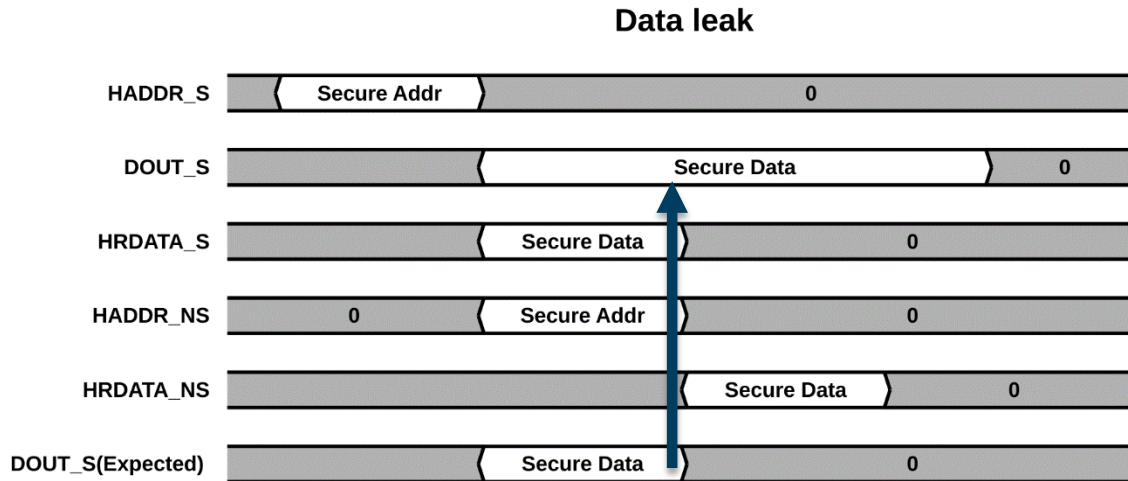 Data leak
HADDR_S Secure Addr 0
DOUT_S Secure Data 0
HRDATA_S Secure Data 0
HADDR_NS 0 Secure Addr 0
HRDATA_NS Secure Data 0
DOUT_S(Expected) Secure Data 0